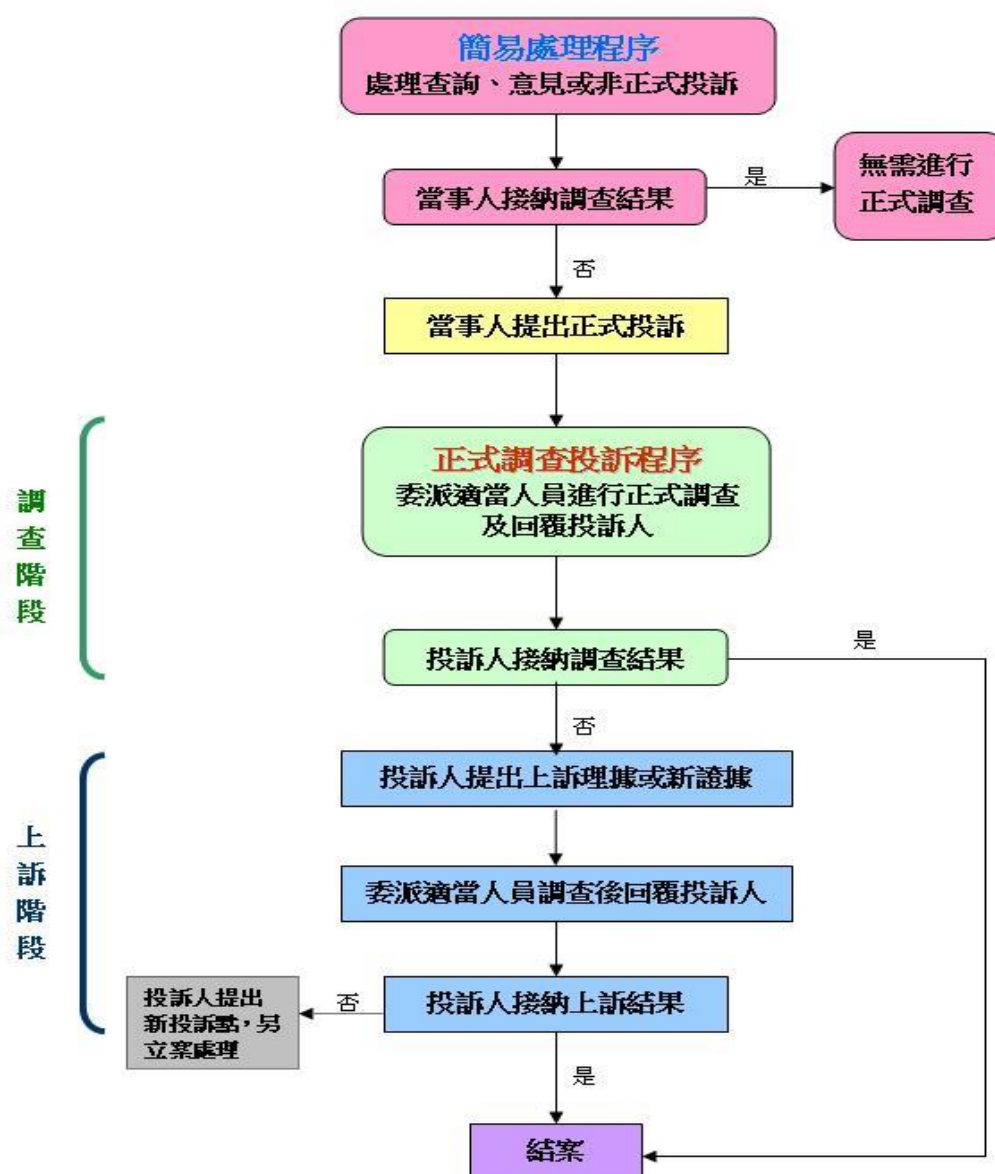 簡易處理程序
處理查詢、意見或非正式投訴
當事人接納調查結果
是
無需進行
正式調查
否
當事人提出正式投訴
調查階段
正式調查投訴程序
委派適當人員進行正式調查
及回覆投訴人
投訴人接納調查結果
是
否
上訴階段
投訴人提出上訴理據或新證據
委派適當人員調查後回覆投訴人
投訴人接納上訴結果
否
投訴人提出
新投訴點，另
立案處理
是
結案